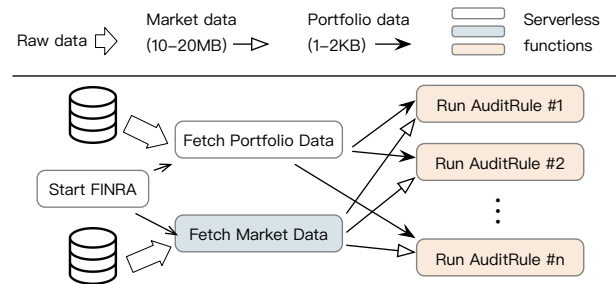 Raw data
Market data
(10–20MB)
Portfolio data
(1–2KB)
Serverless
functions
Start FINRA
Fetch Portfolio Data
Fetch Market Data
Run AuditRule #1
Run AuditRule #2
Run AuditRule #n